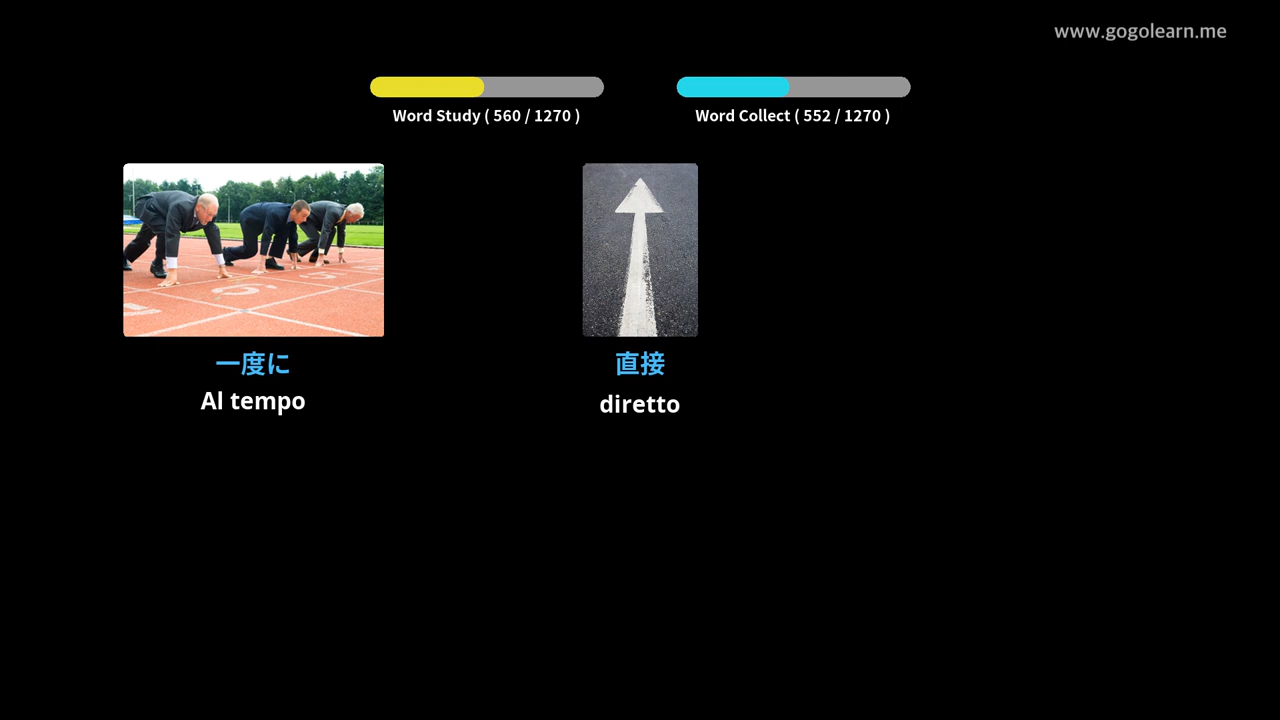 www.gogolearn.me
Word Study ( 560 / 1270 )
Word Collect ( 552 / 1270 )
一度に
Al tempo
直接
diretto